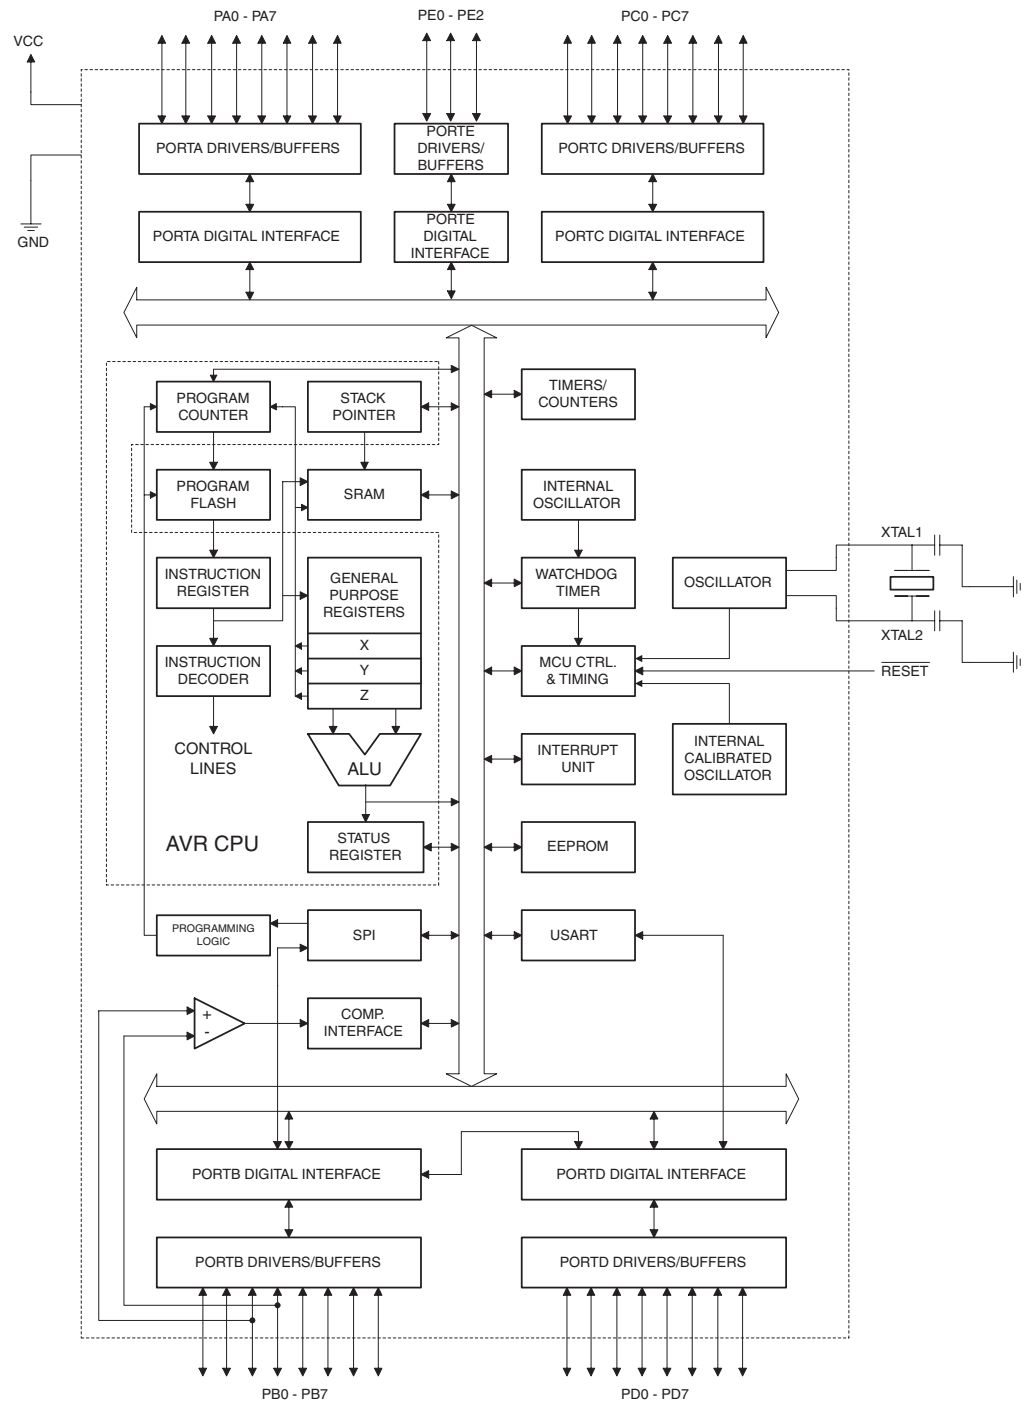 PA0 - PA7
PE0 - PE2
PC0 - PC7
VCC
GND
PORTA DRIVERS/BUFFERS
PORTE
DRIVERS/
BUFFERS
PORTC DRIVERS/BUFFERS
PORTA DIGITAL INTERFACE
PORTE
DIGITAL
INTERFACE
PORTC DIGITAL INTERFACE
PROGRAM
COUNTER
STACK
POINTER
TIMERS/
COUNTERS
PROGRAM
FLASH
SRAM
INTERNAL
OSCILLATOR
XTAL1
INSTRUCTION
REGISTER
GENERAL
PURPOSE
REGISTERS
WATCHDOG
TIMER
OSCILLATOR
XTAL2
X
Y
Z
INSTRUCTION
DECODER
MCU CTRL.
& TIMING
RESET
CONTROL
LINES
ALU
INTERRUPT
UNIT
INTERNAL
CALIBRATED
OSCILLATOR
AVR CPU
STATUS
REGISTER
EEPROM
PROGRAMMING
LOGIC
SPI
USART
+
-
COMP.
INTERFACE
PORTB DIGITAL INTERFACE
PORTD DIGITAL INTERFACE
PORTB DRIVERS/BUFFERS
PORTD DRIVERS/BUFFERS
PB0 - PB7
PD0 - PD7